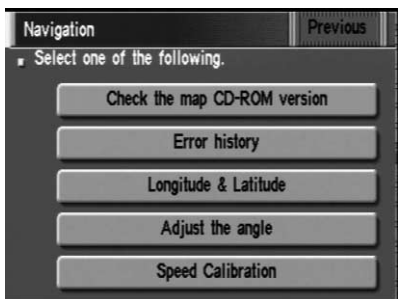 Navigation
Previous
Select one of the following.
Check the map CD-ROM version
Error history
Longitude & Latitude
Adjust the angle
Speed Calibration